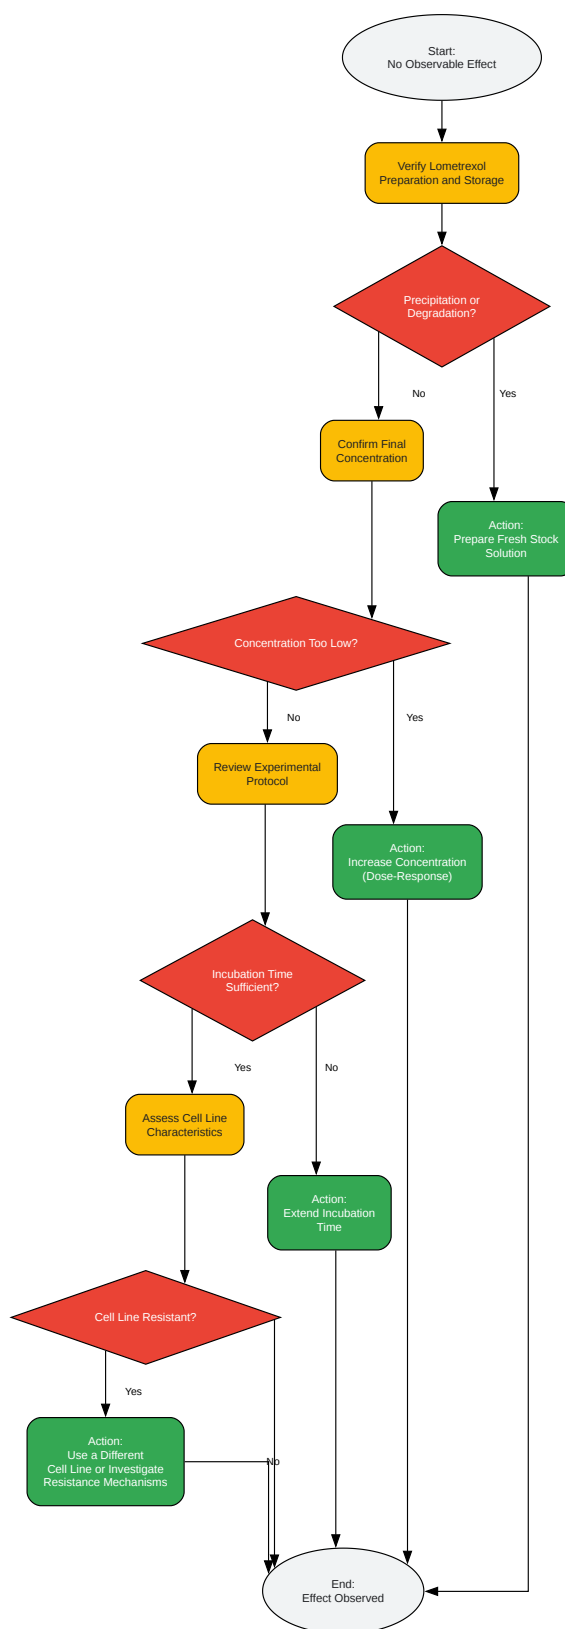 Start:
No Observable Effect
Verify Lometrexol
Preparation and Storage
Precipitation or
Degradation?
No
Yes
Confirm Final
Concentration
Action:
Prepare Fresh Stock
Solution
Concentration Too Low?
No
Yes
Review Experimental
Protocol
Action:
Increase Concentration
(Dose-Response)
Incubation Time
Sufficient?
Yes
No
Assess Cell Line
Characteristics
Action:
Extend Incubation
Time
Cell Line Resistant?
Yes
Action:
Use a Different
Cell Line or Investigate
Resistance Mechanisms
No
End:
Effect Observed